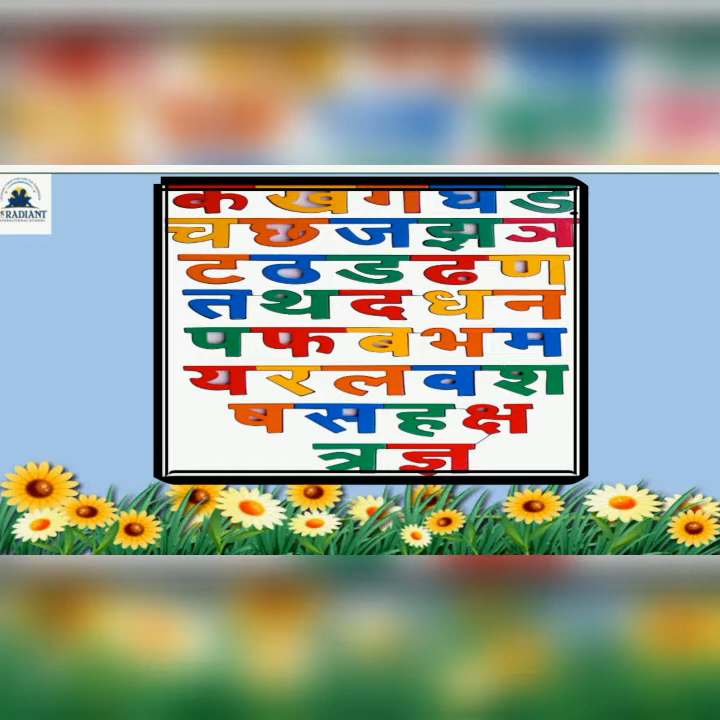 RADIANT
क ख ग घ ङ
च छ ज झ ञ
ट ठ ड ढ ण
त थ द ध न
प फ ब भ म
य र ल व श
ष स ह क्ष
त्र ज्ञ